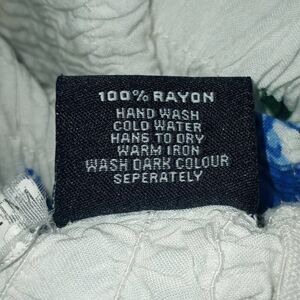 100% RAYON
HAND WASH
COLD WATER
HANG TO DRY
WARM IRON
WASH DARK COLOUR
SEPERATELY